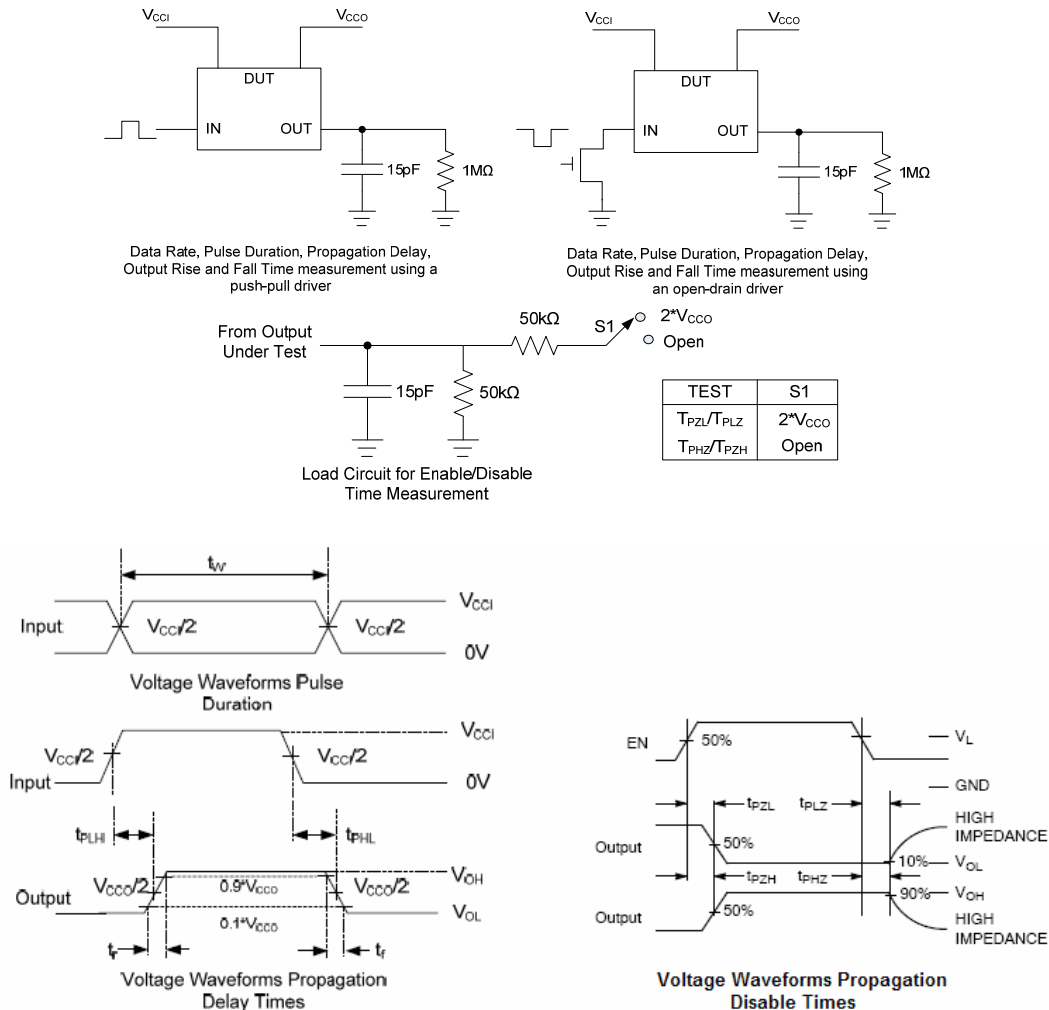 VCCI VCCO
DUT
IN OUT
15pF 1MΩ
Data Rate, Pulse Duration, Propagation Delay,
Output Rise and Fall Time measurement using a
push-pull driver
VCCI VCCO
DUT
IN OUT
15pF 1MΩ
Data Rate, Pulse Duration, Propagation Delay,
Output Rise and Fall Time measurement using
an open-drain driver
From Output
Under Test
15pF
50kΩ
50kΩ
S1
2*VCCO
Open
Load Circuit for Enable/Disable
Time Measurement
TEST S1
TPZL/TPLZ 2*VCCO
TPHZ/TPZH Open
tW
Input VCCI/2 VCCI/2 VCCI
0V
Voltage Waveforms Pulse
Duration
VCCI/2 VCCI/2 VCCI
Input 0V
tPLH tPHL
Output VCCO/2 VCCO/2 VOH
0.9*VCCO
0.1*VCCO
VOL
tr tf
Voltage Waveforms Propagation
Delay Times
EN 50% VL
GND
tPZL tPLZ
Output 50% HIGH
IMPEDANCE
10% VOL
tPZH tPHZ
Output 50% 90% VOH
HIGH
IMPEDANCE
Voltage Waveforms Propagation
Disable Times